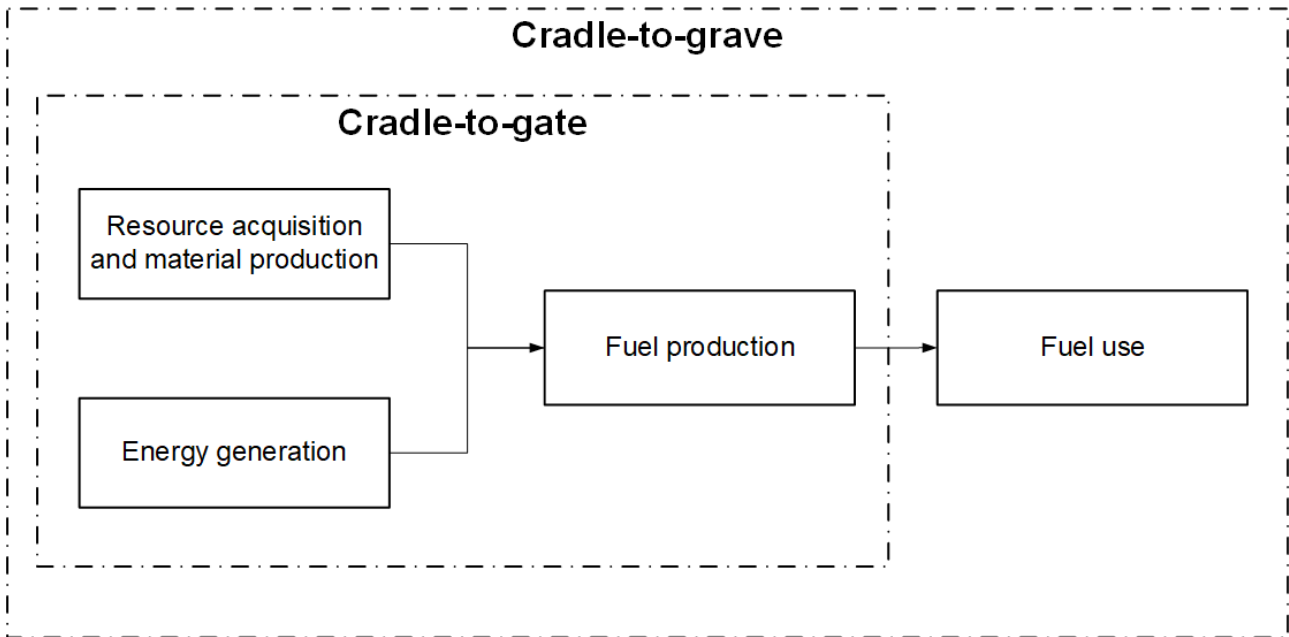 Cradle-to-grave
Cradle-to-gate
Resource acquisition
and material production
Energy generation
Fuel production
Fuel use